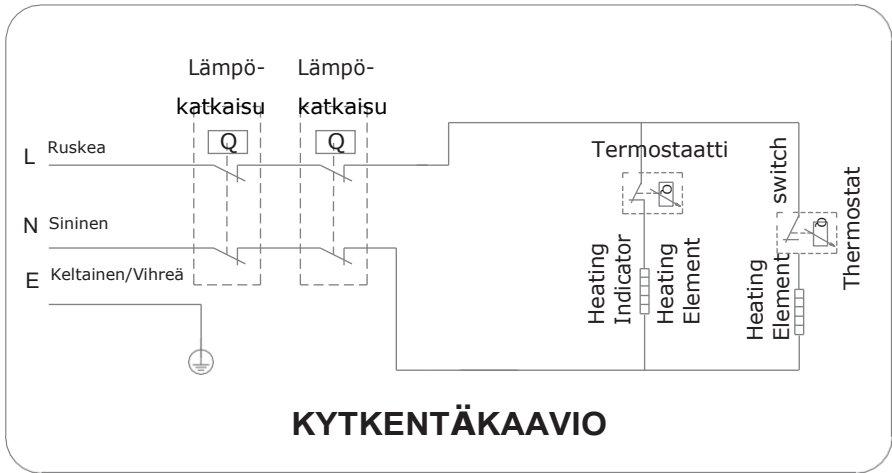 Lämpö-
katkaisu
Lämpö-
katkaisu
Q
Q
L
Ruskea
N
Sininen
E
Keltainen/Vihreä
Termostaatti
Heating
Indicator
Heating
Element
switch
Thermostat
Heating
Element
KYTKENTÄKAAVIO